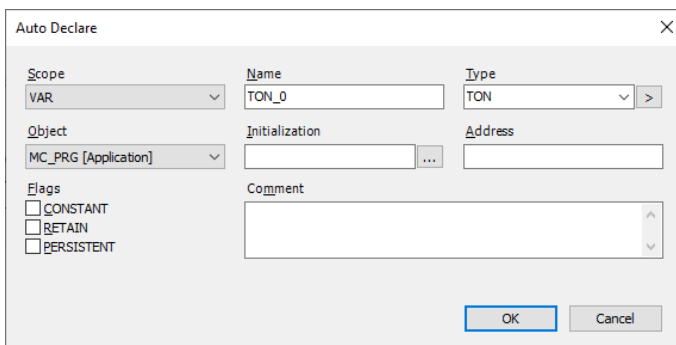 Auto Declare
Scope Name Type
VAR TON_0 TON >
Object Initialization Address
MC_PRG [Application] ...
Flags Comment
CONSTANT
RETAIN
PERSISTENT
OK Cancel